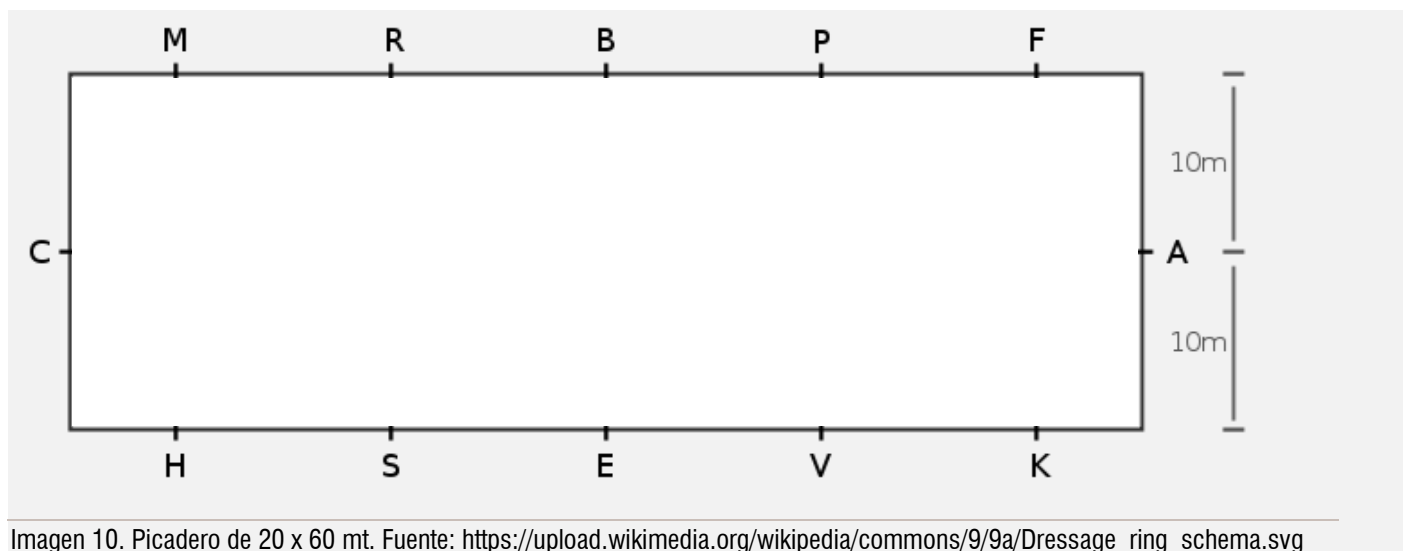 M R B P F
10m
C A
10m
H S E V K
Imagen 10. Picadero de 20 x 60 mt. Fuente: https://upload.wikimedia.org/wikipedia/commons/9/9a/Dressage_ring_schema.svg